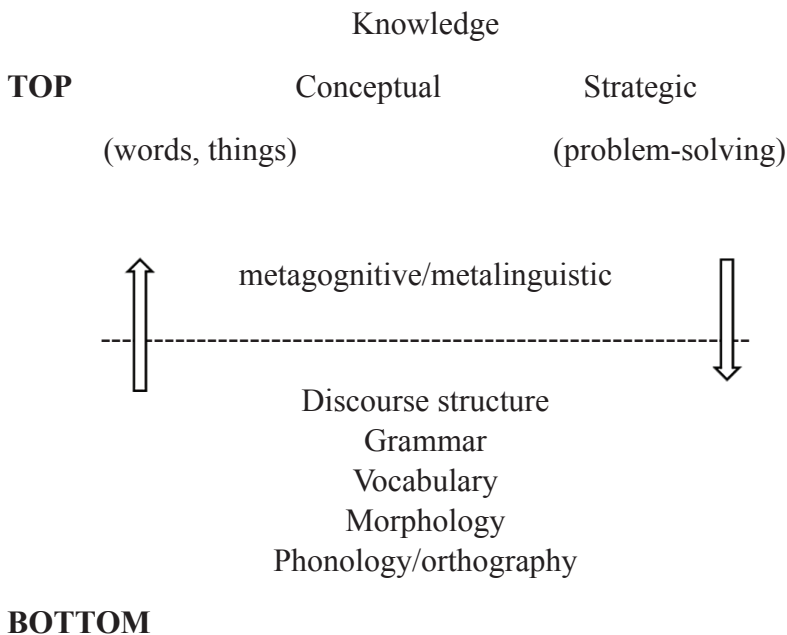 Knowledge
TOP Conceptual Strategic
(words, things) (problem-solving)
metagognitive/metalinguistic
Discourse structure
Grammar
Vocabulary
Morphology
Phonology/orthography
BOTTOM